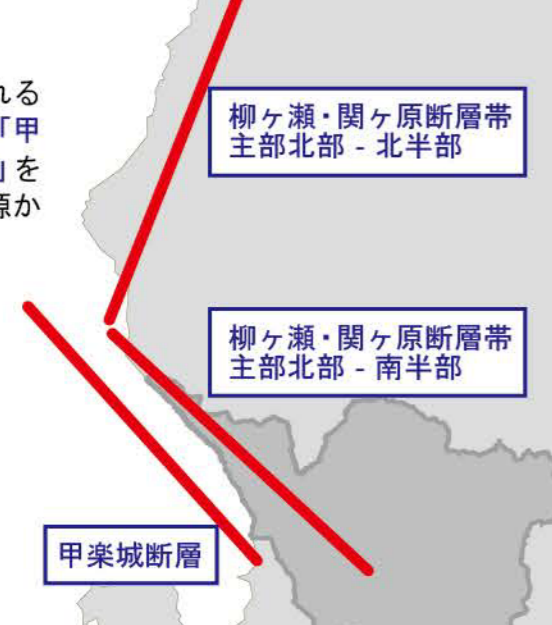 れる
「甲
」を
源か
柳ヶ瀬・関ヶ原断層帯
主部北部 - 北半部
柳ヶ瀬・関ヶ原断層帯
主部北部 - 南半部
甲楽城断層